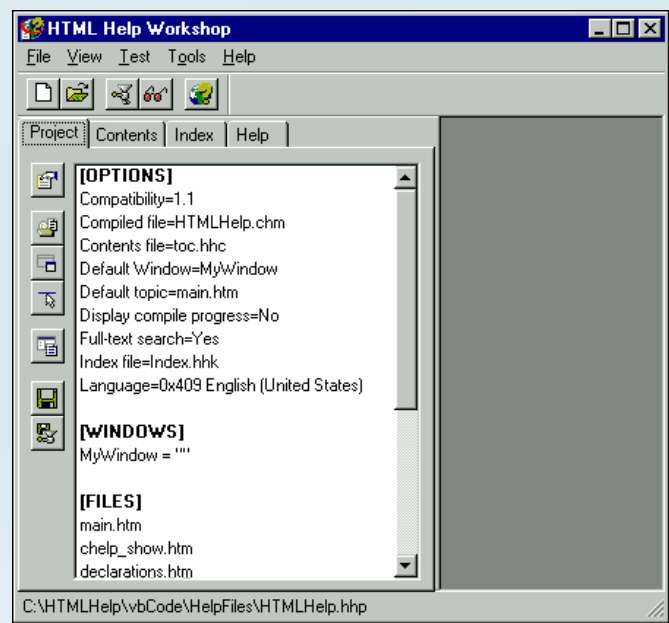 HTML Help Workshop
File View Test Tools Help
Project Contents Index Help
[OPTIONS]
Compatibility=1.1
Compiled file=HTMLHelp.chm
Contents file=toc.hhc
Default Window=MyWindow
Default topic=main.htm
Display compile progress=No
Full-text search=Yes
Index file=Index.hhk
Language=0x409 English (United States)
[WINDOWS]
MyWindow = ""
[FILES]
main.htm
chelp_show.htm
declarations.htm
C:\HTMLHelp\vbCode\HelpFiles\HTMLHelp.hhp